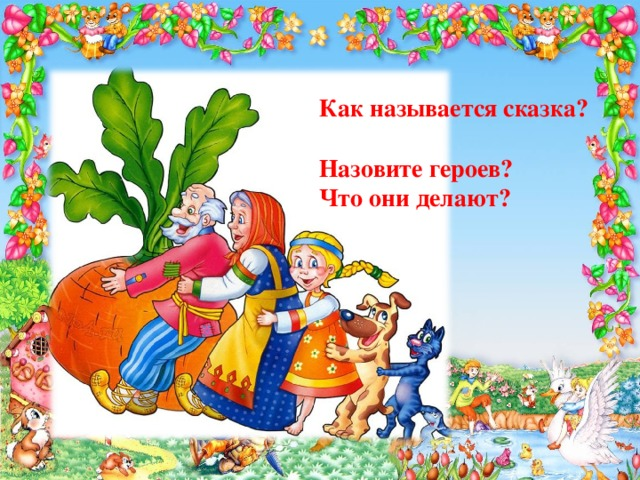 Как называется сказка?
Назовите героев?
Что они делают?